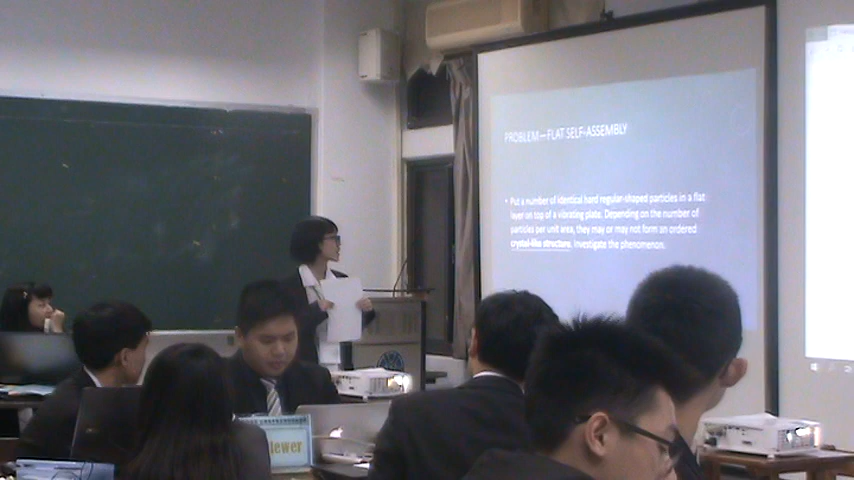 PROBLEM—FLAT SELF-ASSEMBLY
• Put a number of identical hard regular-shaped particles in a flat
layer on top of a vibrating plate. Depending on the number of
particles per unit area, they may or may not form an ordered
crystal-like structure. Investigate the phenomenon.
iewer